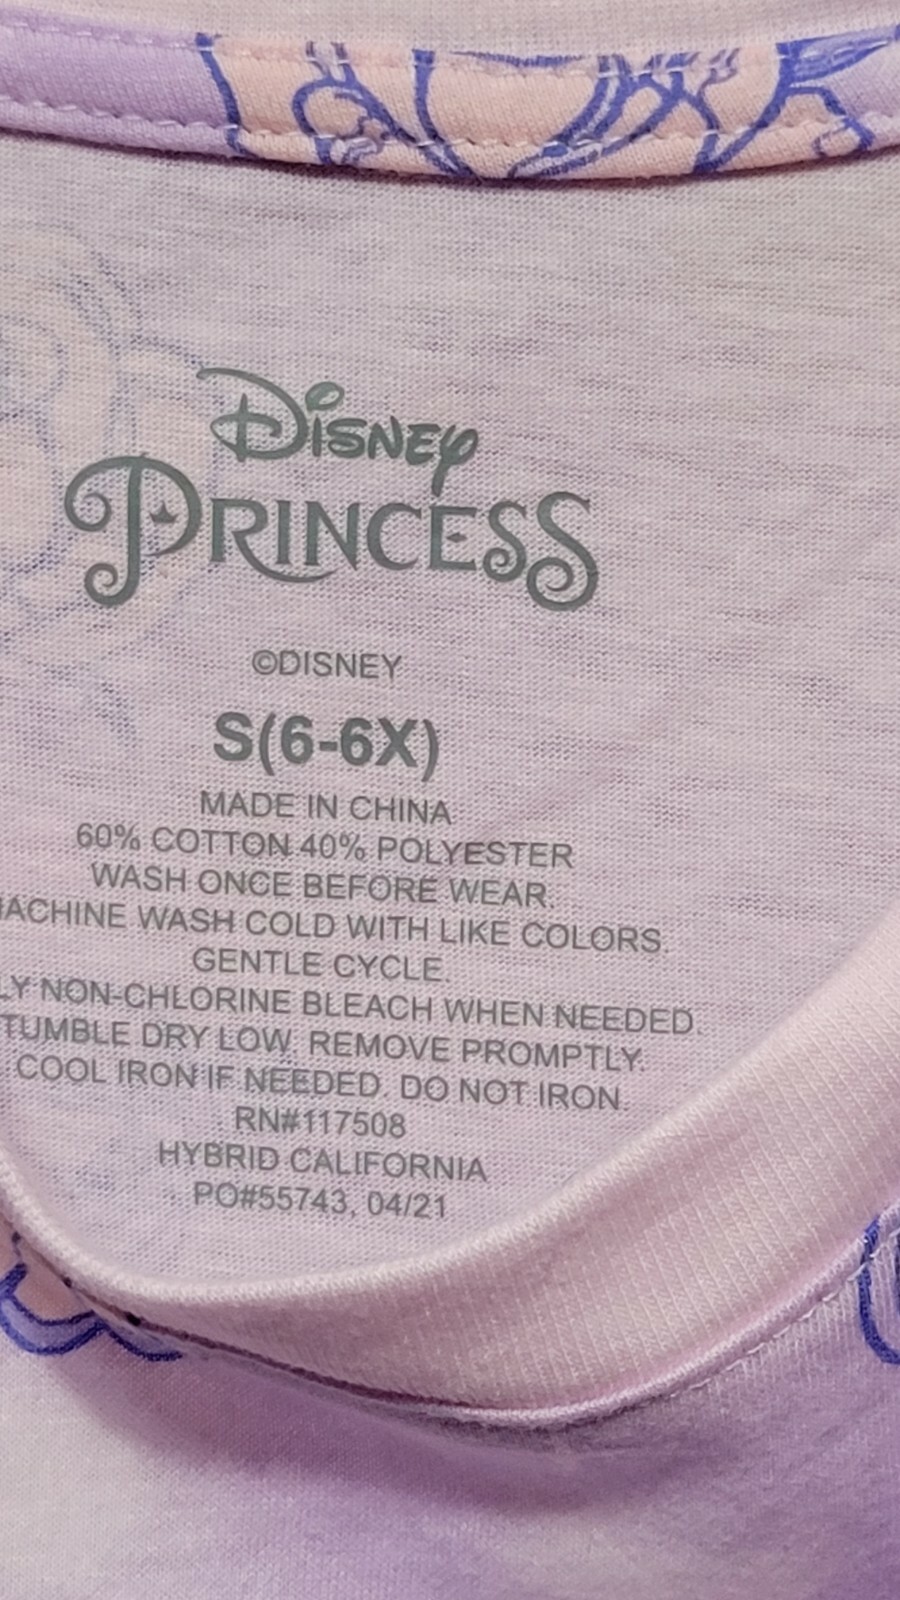 Disney
PRINCESS
©DISNEY
S(6-6X)
MADE IN CHINA
60% COTTON 40% POLYESTER
WASH ONCE BEFORE WEAR.
ACHINE WASH COLD WITH LIKE COLORS.
GENTLE CYCLE.
LY NON-CHLORINE BLEACH WHEN NEEDED.
TUMBLE DRY LOW. REMOVE PROMPTLY.
COOL IRON IF NEEDED. DO NOT IRON.
RN#117508
HYBRID CALIFORNIA
PO#55743, 04/21